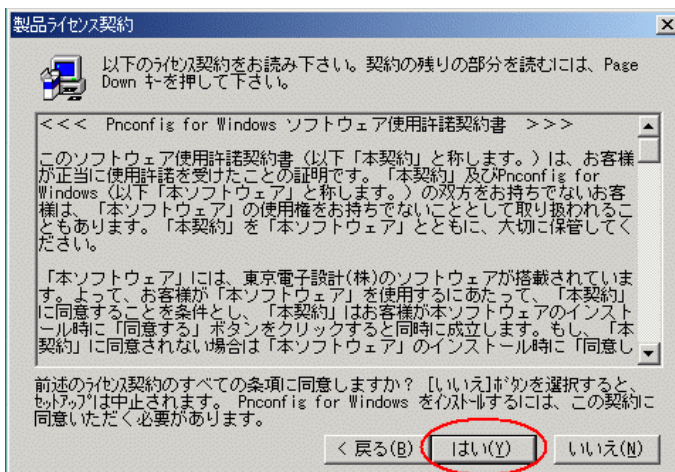 製品ライセンス契約
以下のライセンス契約をお読み下さい。契約の残りの部分を読むには、Page
Down キーを押して下さい。
<<< Pnconfig for Windows ソフトウェア使用許諾契約書 >>>
このソフトウェア使用許諾契約書（以下「本契約」と称します。）は、お客様
が正当に使用許諾を受けたことの証明です。「本契約」及びPnconfig for
Windows（以下「本ソフトウェア」と称します。）の双方をお持ちでないお客
様は、「本ソフトウェア」の使用権をお持ちでないこととして取り扱われるこ
ともあります。「本契約」を「本ソフトウェア」とともに、大切に保管してく
ださい。
「本ソフトウェア」には、東京電子設計(株)のソフトウェアが搭載されていま
す。よって、お客様が「本ソフトウェア」を使用するにあたって、「本契約」
に同意することを条件とし、「本契約」はお客様が本ソフトウェアのインスト
ール時に「同意する」ボタンをクリックすると同時に成立します。もし、「本
契約」に同意されない場合は「本ソフトウェア」のインストール時に「同意し
前述のライセンス契約のすべての条項に同意しますか？ [いいえ]ボタンを選択すると、
セットアップは中止されます。 Pnconfig for Windows をインストールするには、この契約に
同意いただく必要があります。
< 戻る(B) はい(Y) いいえ(N)